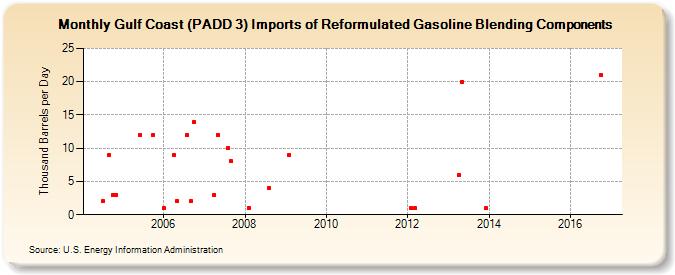 Monthly Gulf Coast (PADD 3) Imports of Reformulated Gasoline Blending Components
Thousand Barrels per Day
25
20
15
10
5
0
2006 2008 2010 2012 2014 2016
Source: U.S. Energy Information Administration